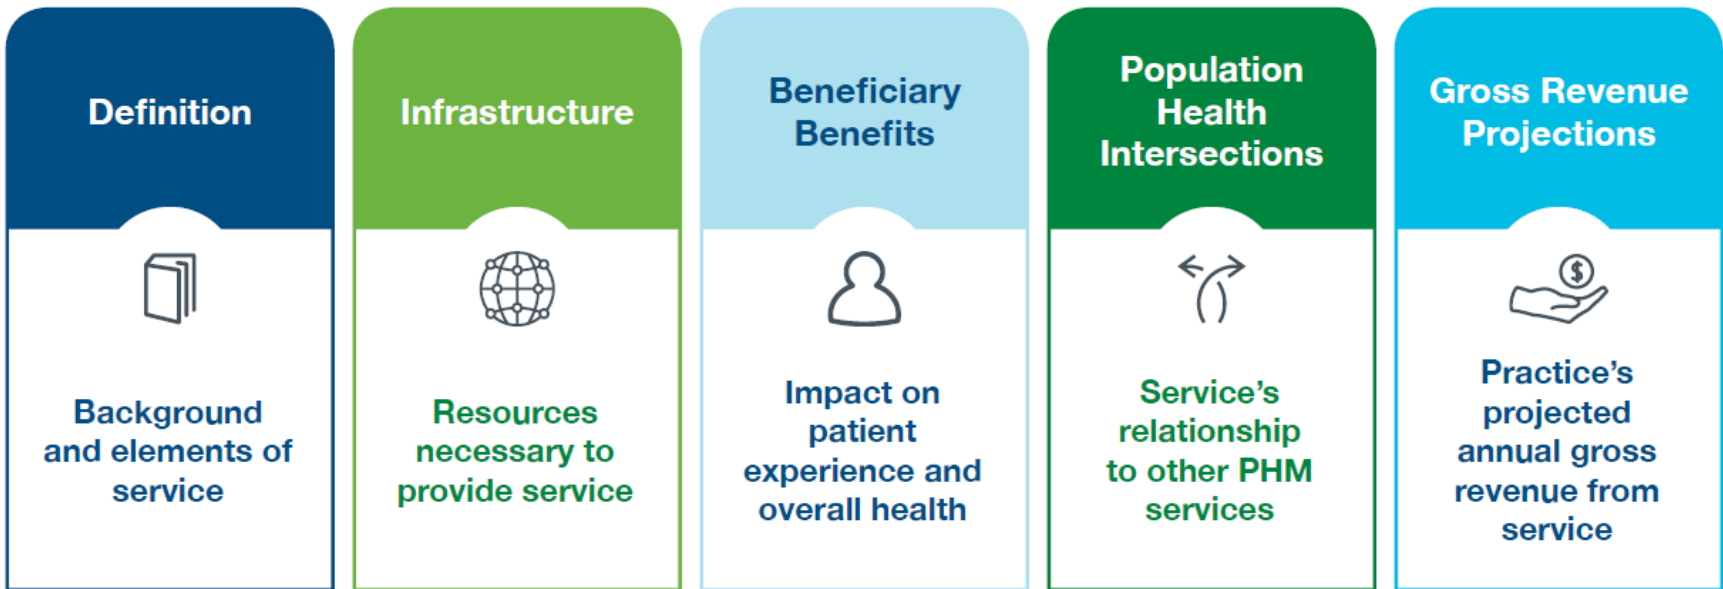 Definition
Background
and elements of
service
Infrastructure
Resources
necessary to
provide service
Beneficiary
Benefits
Impact on
patient
experience and
overall health
Population
Health
Intersections
Service’s
relationship
to other PHM
services
Gross Revenue
Projections
$
Practice’s
projected
annual gross
revenue from
service